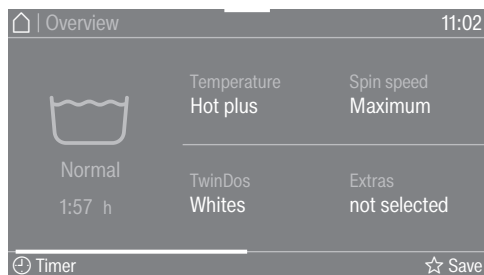 | Overview 11:02
Temperature Spin speed
Hot plus Maximum
Normal
TwinDos Extras
1:57 h Whites not selected
Timer Save